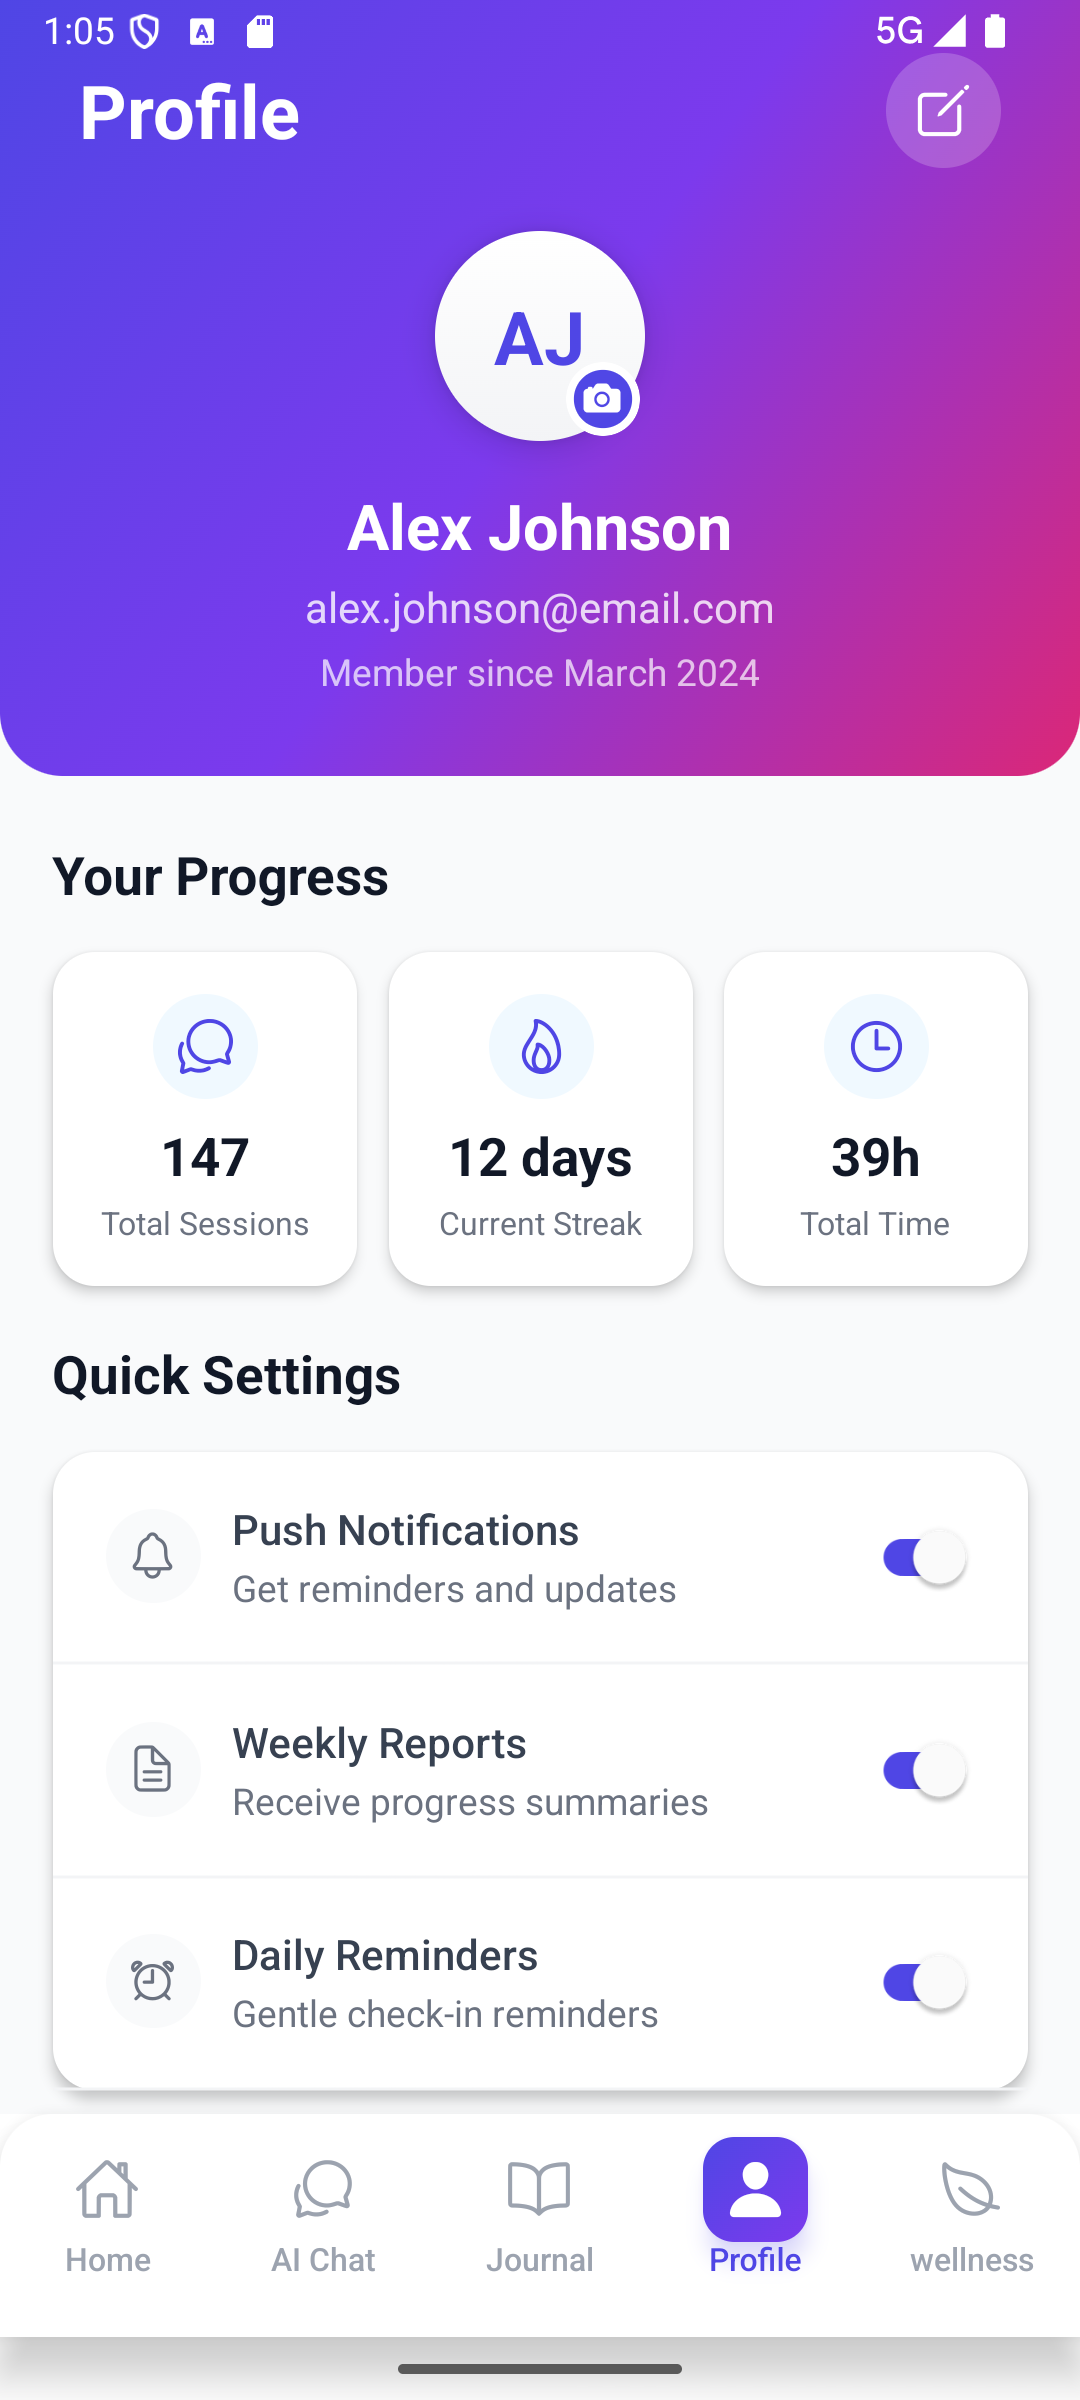 1:05
5G
Profile
AJ
Alex Johnson
alex.johnson@email.com
Member since March 2024
Your Progress
147
Total Sessions
12 days
Current Streak
39h
Total Time
Quick Settings
Push Notifications
Get reminders and updates
Weekly Reports
Receive progress summaries
Daily Reminders
Gentle check-in reminders
Home
AI Chat
Journal
Profile
wellness